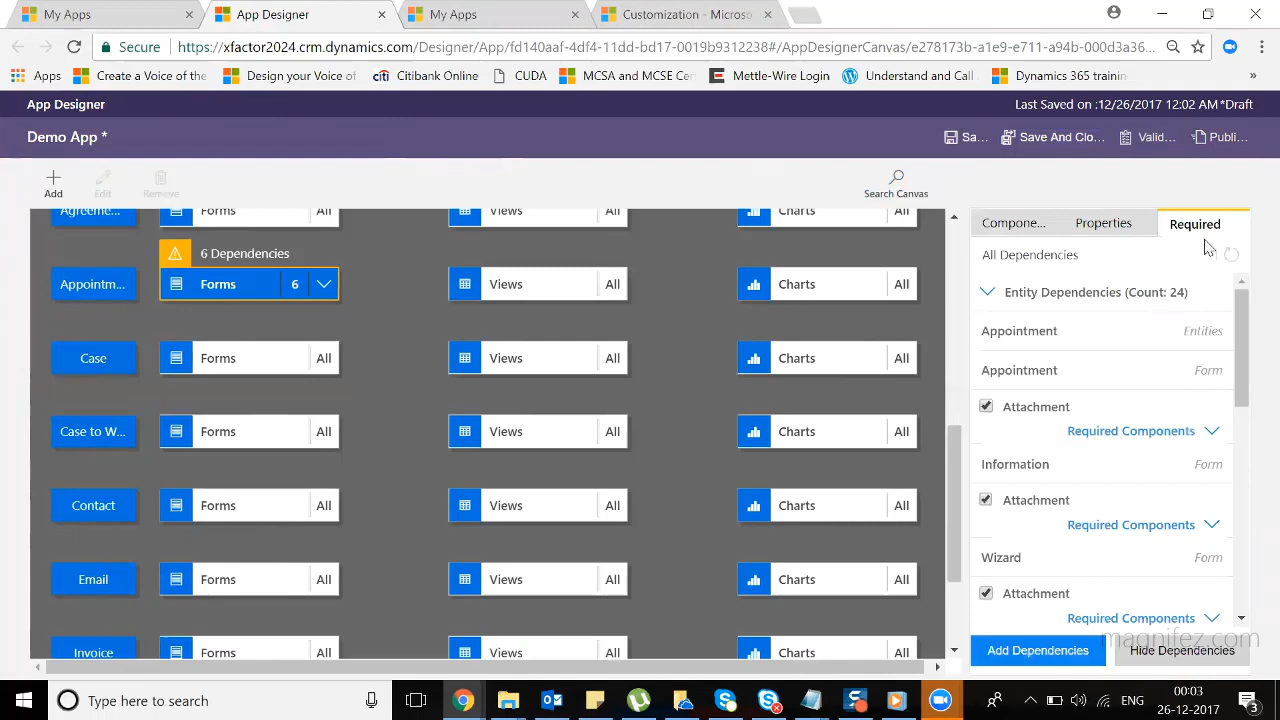 My Apps
App Designer
My Apps
Customization - Microso
Secure
https://xfactor2024.crm.dynamics.com/Designer/App/fd140aaf-4df4-11dd-bd17-0019b9312238#/AppDesignerCanvas/e278173b-a1e9-e711-a94b-000d3a36...
Apps
Create a Voice of the
Design your Voice of
citi Citibank Online
CUDA
MCSA and MCSE Cer
Mettle-Wire Login
Understand and Call
Dynamics 365 trainin
»
App Designer
Last Saved on :12/26/2017 12:02 AM *Draft
Demo App *
Sa...
Save And Clo...
Valid...
Publi...
Add
Edit
Remove
Search Canvas
Compone...
Properties
Required
All Dependencies
Agreeme...
Forms
All
Views
All
Charts
All
6 Dependencies
Appointm...
Forms
6
Views
All
Charts
All
Case
Forms
All
Views
All
Charts
All
Case to W...
Forms
All
Views
All
Charts
All
Contact
Forms
All
Views
All
Charts
All
Email
Forms
All
Views
All
Charts
All
Invoice
Forms
All
Views
All
Charts
All
Entity Dependencies (Count: 24)
Appointment
Entities
Appointment
Form
Attachment
Required Components
Information
Form
Attachment
Required Components
Wizard
Form
Attachment
Required Components
magnifez.com
Add Dependencies
Hide Dependencies
Type here to search
ENG
00:03
26-12-2017
3